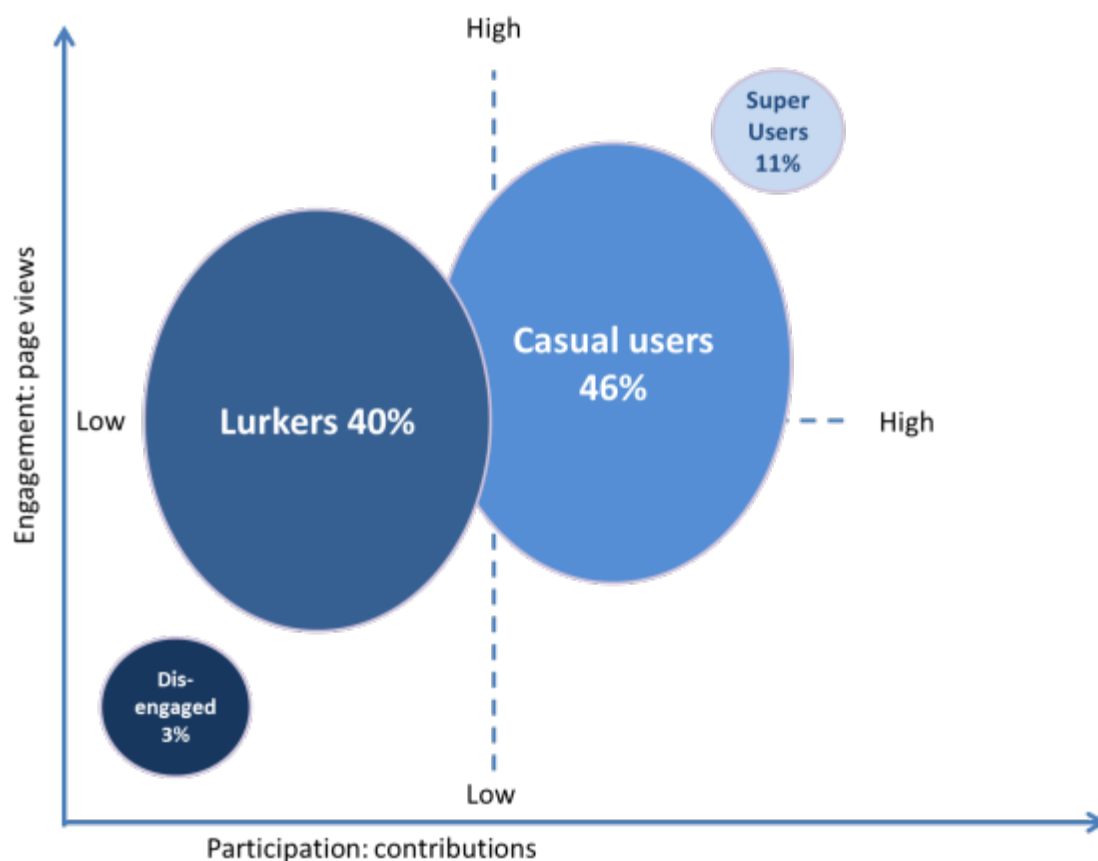 High
Super
Users
11%
Engagement: page views
Casual users
46%
Lurkers 40%
Low
High
Dis-
engaged
3%
Low
Participation: contributions